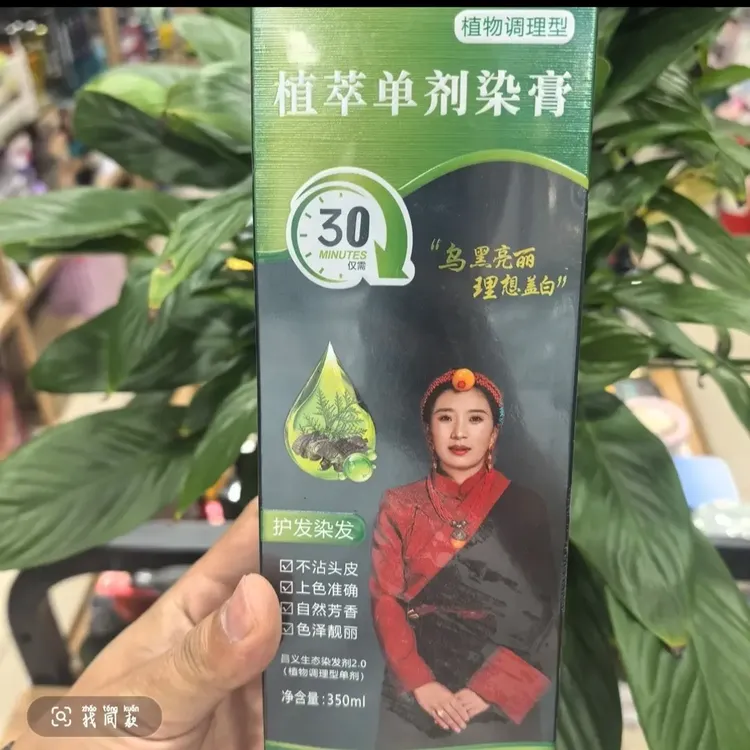 植物调理型
植萃单剂染膏
30
MINUTES
仅需
“乌黑亮丽
理想盖白”
护发染发
不沾头皮
上色准确
自然芳香
色泽靓丽
昌义生态染发剂2.0
(植物调理型单剂)
净含量:350ml